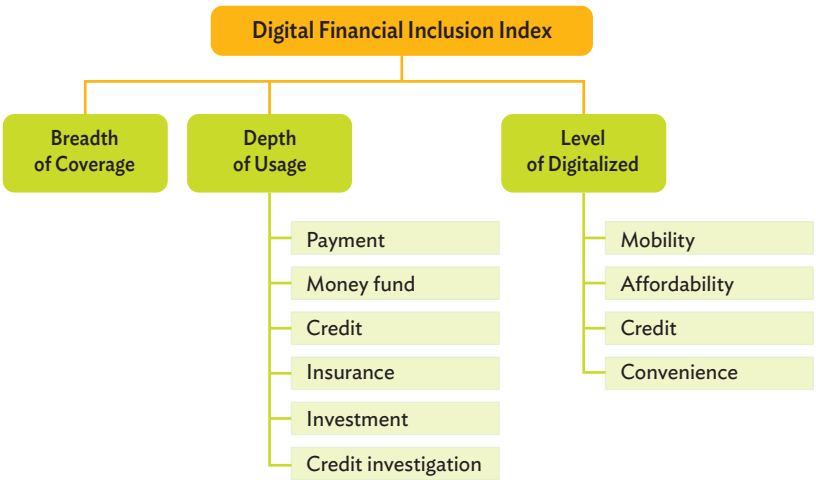 Digital Financial Inclusion Index
Breadth
of Coverage
Depth
of Usage
Payment
Money fund
Credit
Insurance
Investment
Credit investigation
Level
of Digitalized
Mobility
Affordability
Credit
Convenience